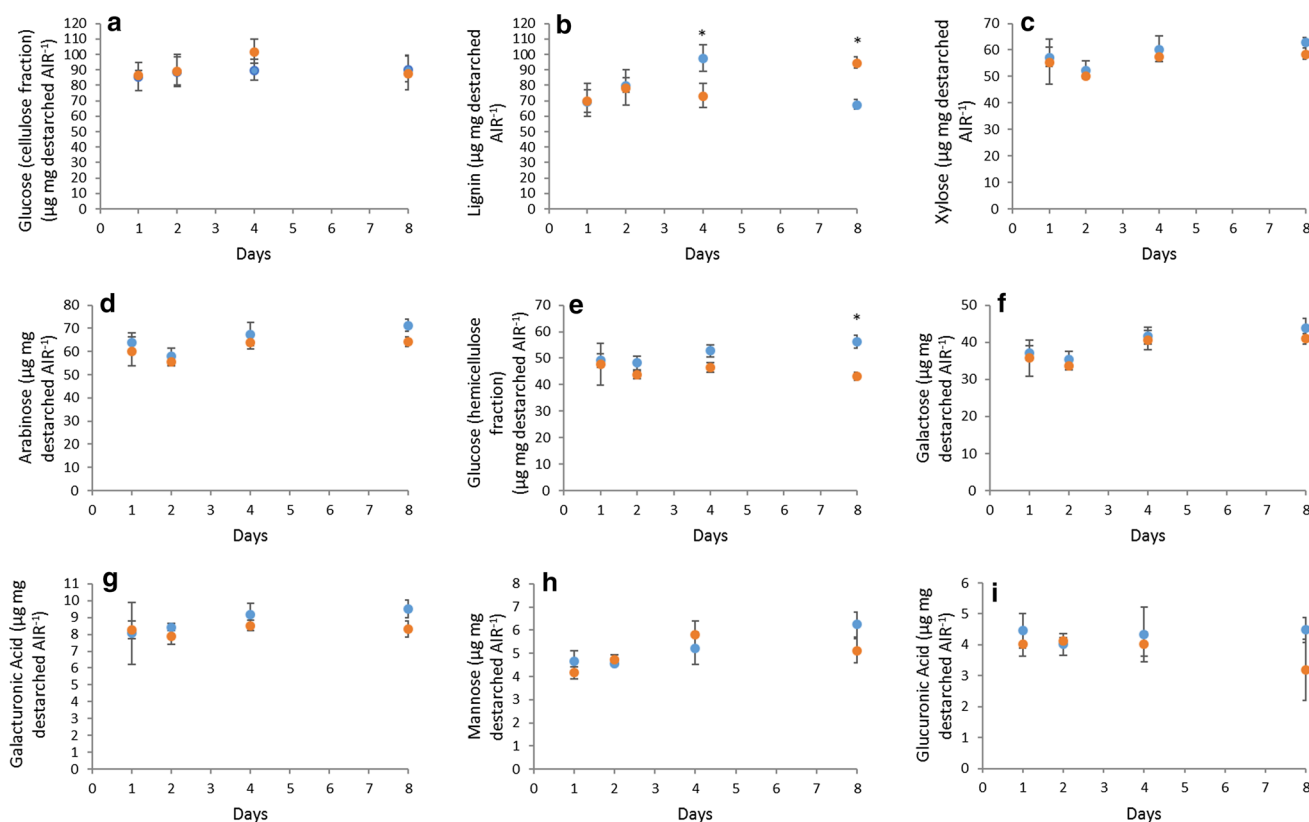 a
Glucose (cellulose fraction)
(µg mg destarched AIR⁻¹)
120
110
100
90
80
70
60
50
40
30
20
10
0
0 1 2 3 4 5 6 7 8
Days
b
Lignin (µg mg destarched
AIR⁻¹)
120
110
100
90
80
70
60
50
40
30
20
10
0
* *
0 1 2 3 4 5 6 7 8
Days
c
Xylose (µg mg destarched
AIR⁻¹)
70
60
50
40
30
20
10
0
0 1 2 3 4 5 6 7 8
Days
d
Arabinose (µg mg
destarched AIR⁻¹)
80
70
60
50
40
30
20
10
0
0 1 2 3 4 5 6 7 8
Days
e
Glucose (hemicellulose
fraction)
(µg mg destarched AIR⁻¹)
70
60
50
40
30
20
10
0
*
0 1 2 3 4 5 6 7 8
Days
f
Galactose (µg mg
destarched AIR⁻¹)
50
40
30
20
10
0
0 1 2 3 4 5 6 7 8
Days
g
Galacturonic Acid (µg mg
destarched AIR⁻¹)
11
10
9
8
7
6
5
4
3
2
1
0
0 1 2 3 4 5 6 7 8
Days
h
Mannose (µg mg
destarched AIR⁻¹)
8
7
6
5
4
3
2
1
0
0 1 2 3 4 5 6 7 8
Days
i
Glucuronic Acid (µg mg
destarched AIR⁻¹)
6
5
4
3
2
1
0
0 1 2 3 4 5 6 7 8
Days